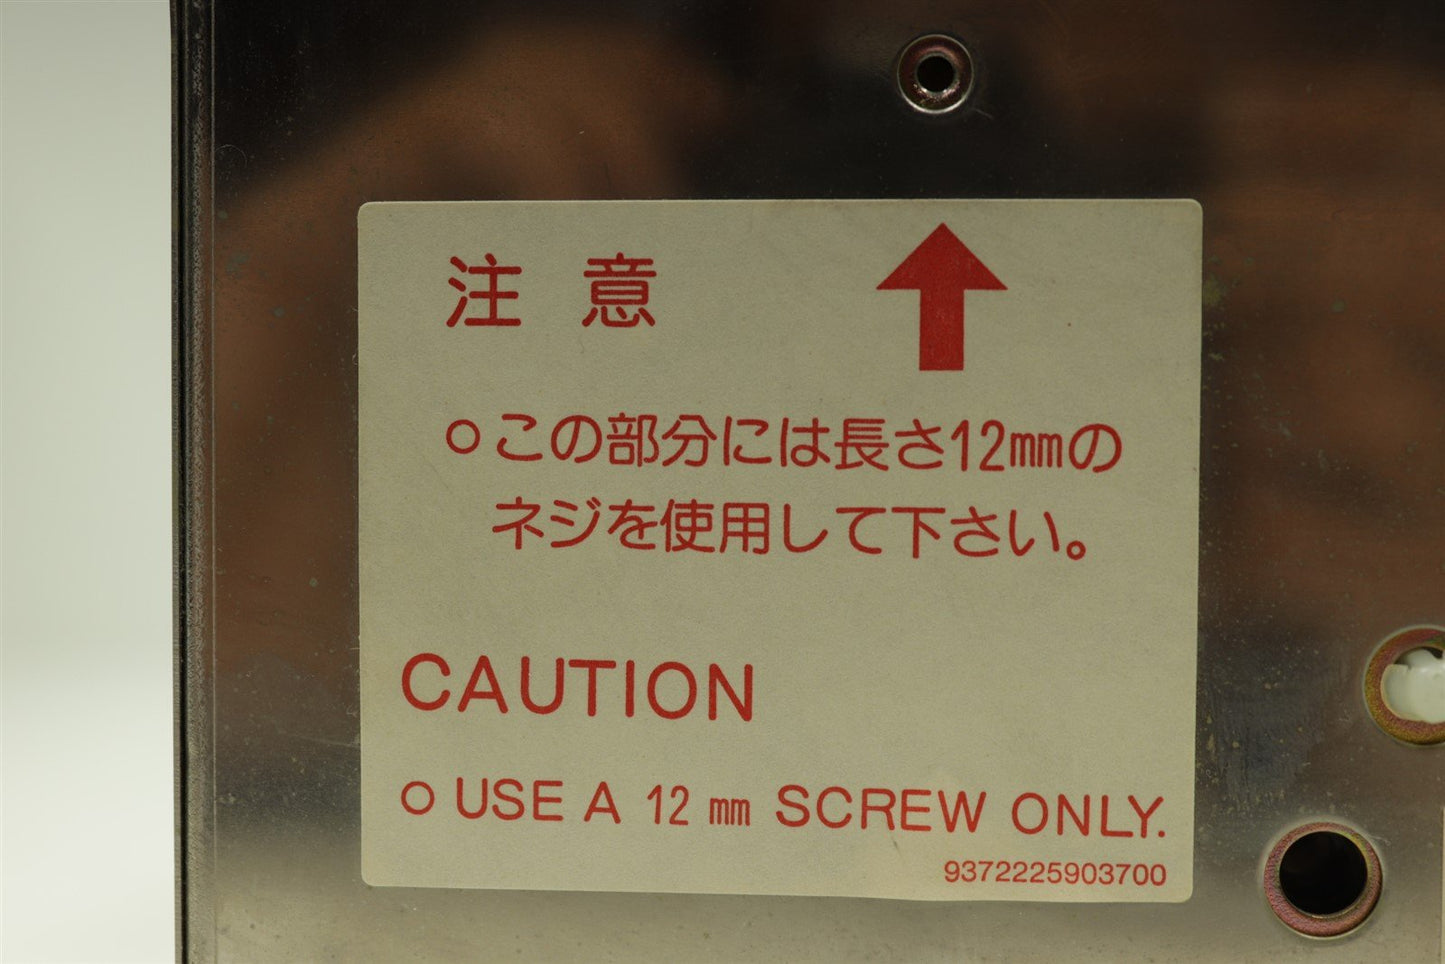 注意
○この部分には長さ12mmの
ネジを使用して下さい。
CAUTION
○ USE A 12 mm SCREW ONLY.
9372225903700